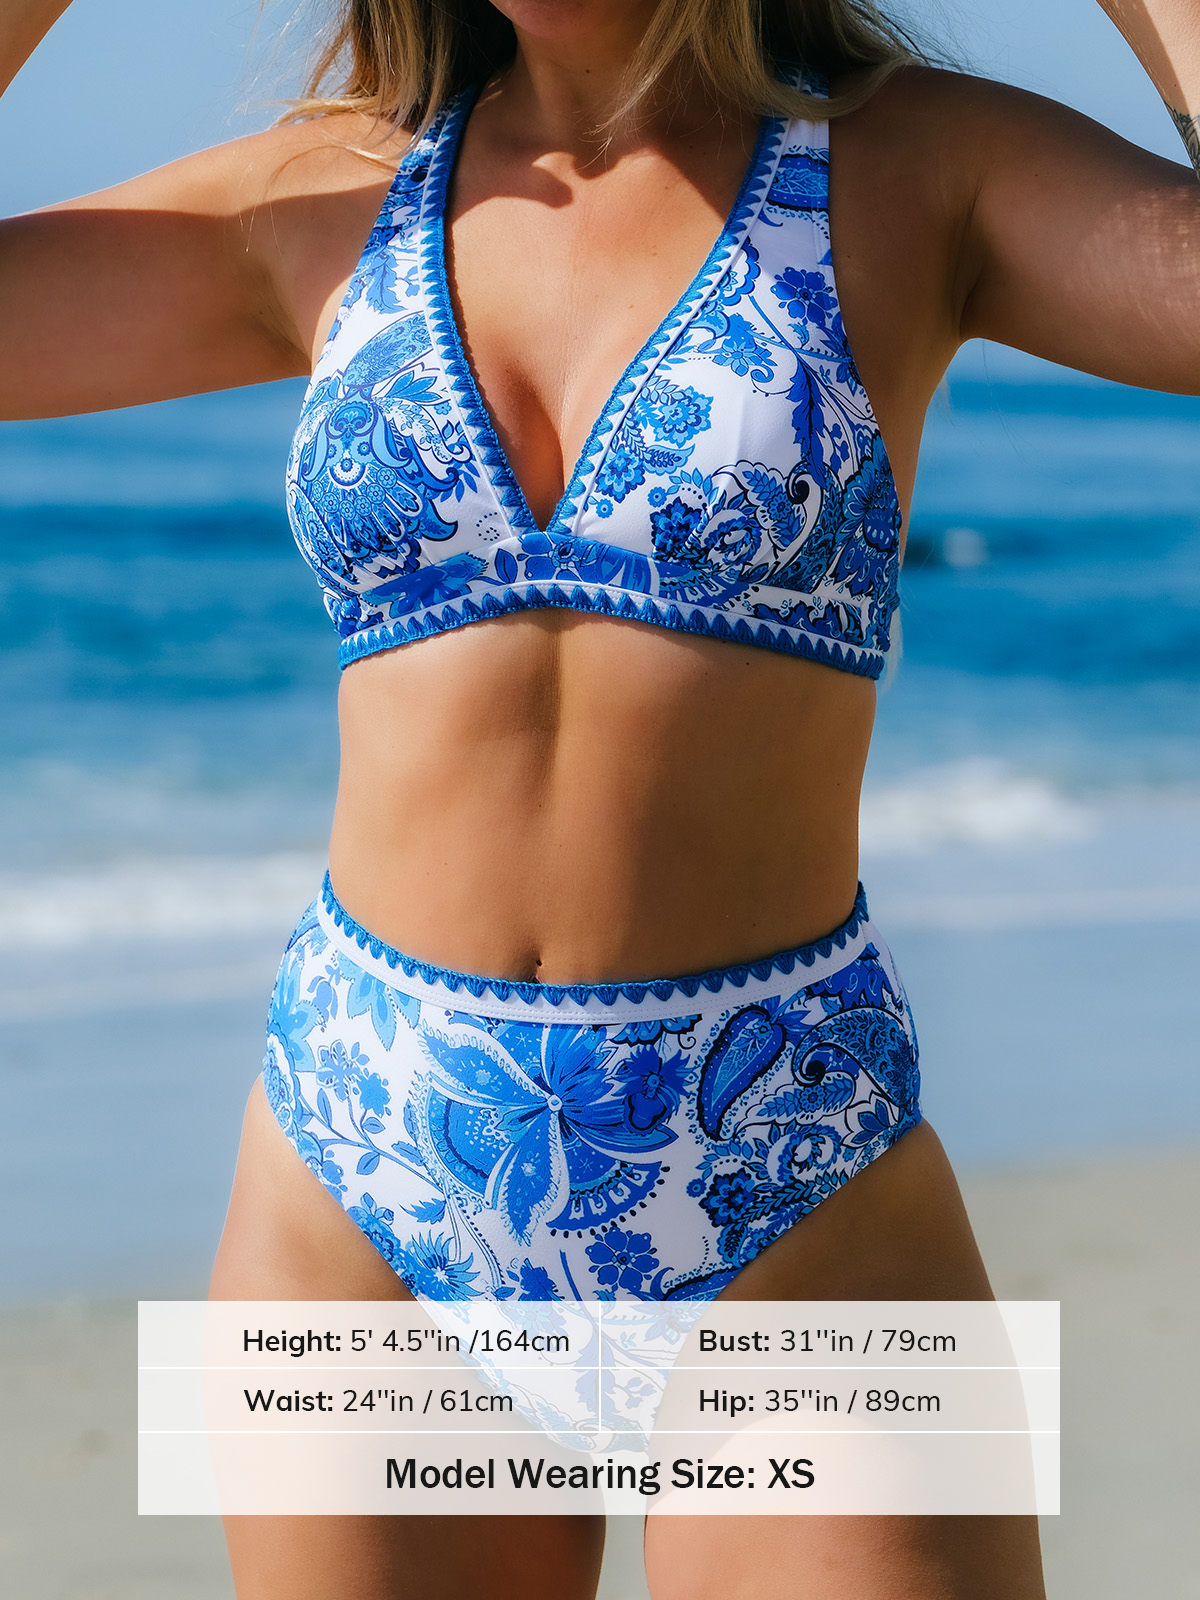 Height: 5' 4.5''in /164cm
Bust: 31''in / 79cm
Waist: 24''in / 61cm
Hip: 35''in / 89cm
Model Wearing Size: XS